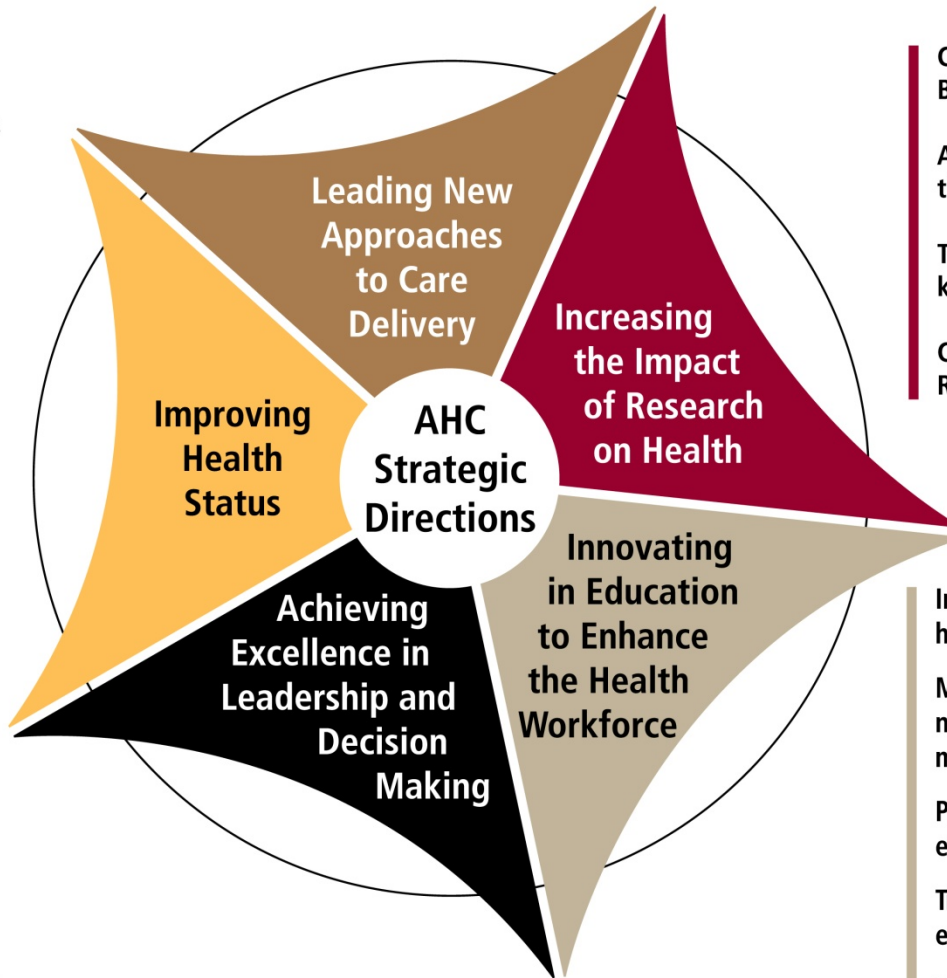 Leading New
Approaches
to Care
Delivery
Increasing
the Impact
of Research
on Health
Improving
Health
Status
AHC
Strategic
Directions
Innovating
in Education
to Enhance
the Health
Workforce
Achieving
Excellence in
Leadership and
Decision
Making